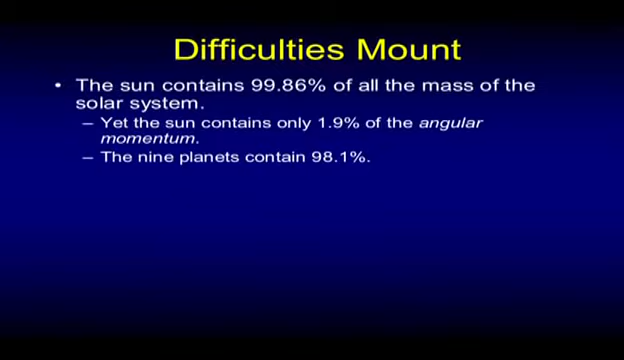 Difficulties Mount
• The sun contains 99.86% of all the mass of the
solar system.
– Yet the sun contains only 1.9% of the angular
momentum.
– The nine planets contain 98.1%.